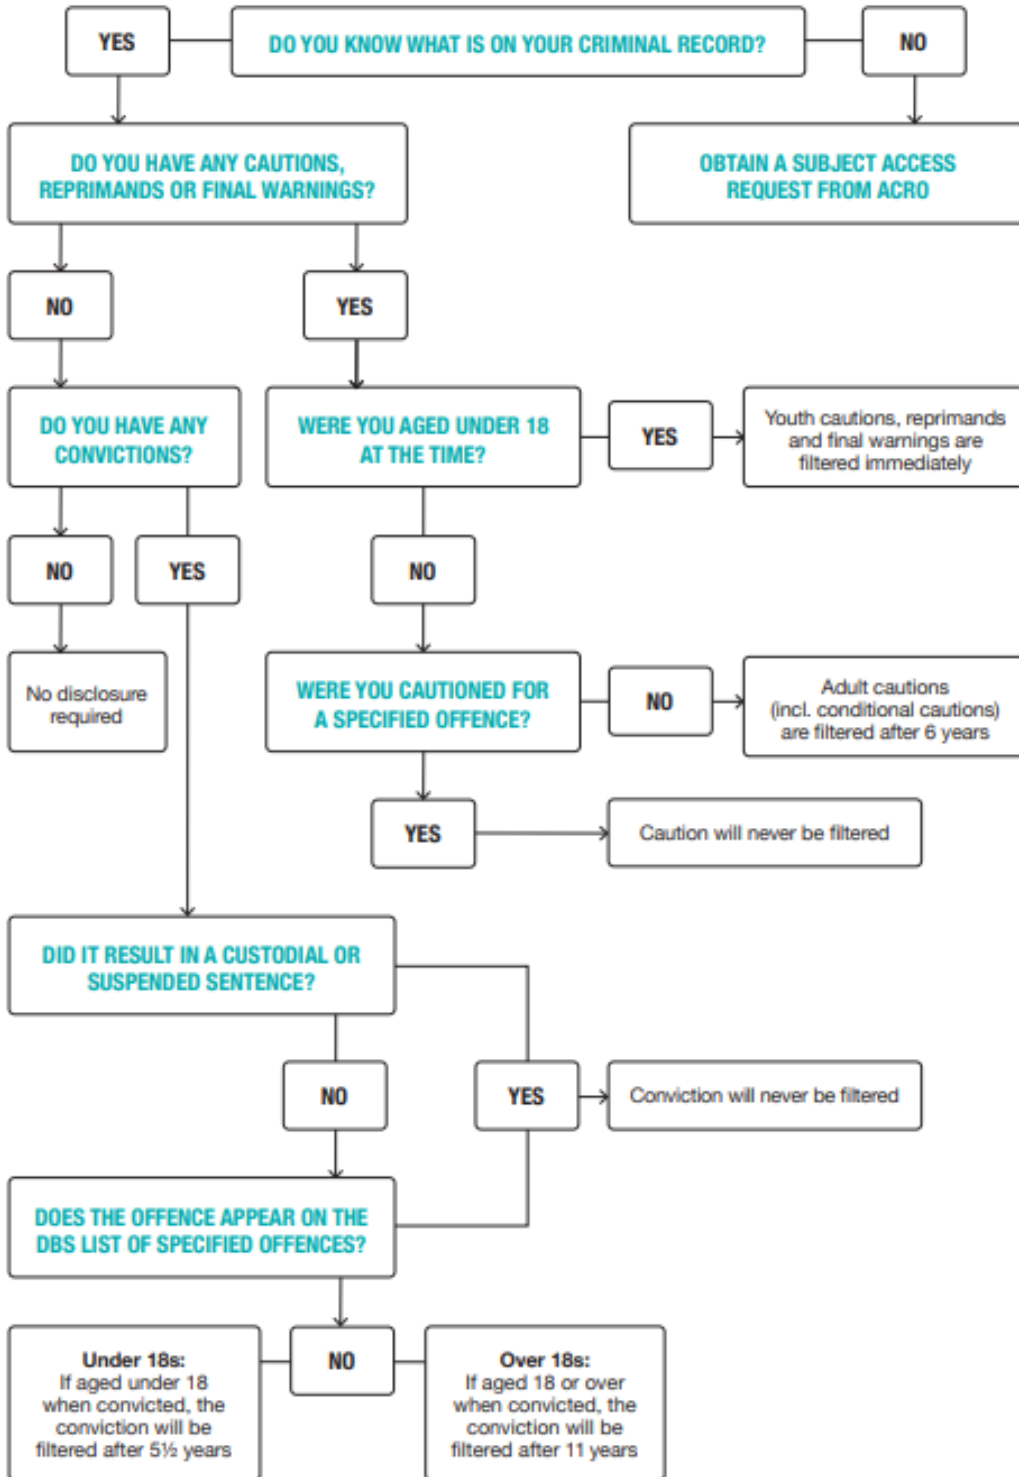 YES
DO YOU KNOW WHAT IS ON YOUR CRIMINAL RECORD?
NO
DO YOU HAVE ANY CAUTIONS,
REPRIMANDS OR FINAL WARNINGS?
OBTAIN A SUBJECT ACCESS
REQUEST FROM ACRO
NO
YES
DO YOU HAVE ANY
CONVICTIONS?
WERE YOU AGED UNDER 18
AT THE TIME?
YES
Youth cautions, reprimands
and final warnings are
filtered immediately
NO
YES
NO
No disclosure
required
WERE YOU CAUTIONED FOR
A SPECIFIED OFFENCE?
NO
Adult cautions
(incl. conditional cautions)
are filtered after 6 years
YES
Caution will never be filtered
DID IT RESULT IN A CUSTODIAL OR
SUSPENDED SENTENCE?
NO
YES
Conviction will never be filtered
DOES THE OFFENCE APPEAR ON THE
DBS LIST OF SPECIFIED OFFENCES?
Under 18s:
If aged under 18
when convicted, the
conviction will be
filtered after 5½ years
NO
Over 18s:
If aged 18 or over
when convicted, the
conviction will be
filtered after 11 years